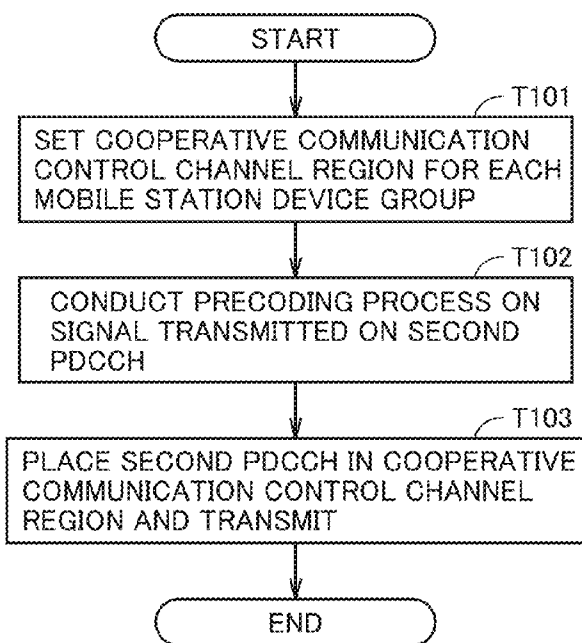 START
T101
SET COOPERATIVE COMMUNICATION
CONTROL CHANNEL REGION FOR EACH
MOBILE STATION DEVICE GROUP
T102
CONDUCT PRECODING PROCESS ON
SIGNAL TRANSMITTED ON SECOND
PDCCH
T103
PLACE SECOND PDCCH IN COOPERATIVE
COMMUNICATION CONTROL CHANNEL
REGION AND TRANSMIT
END